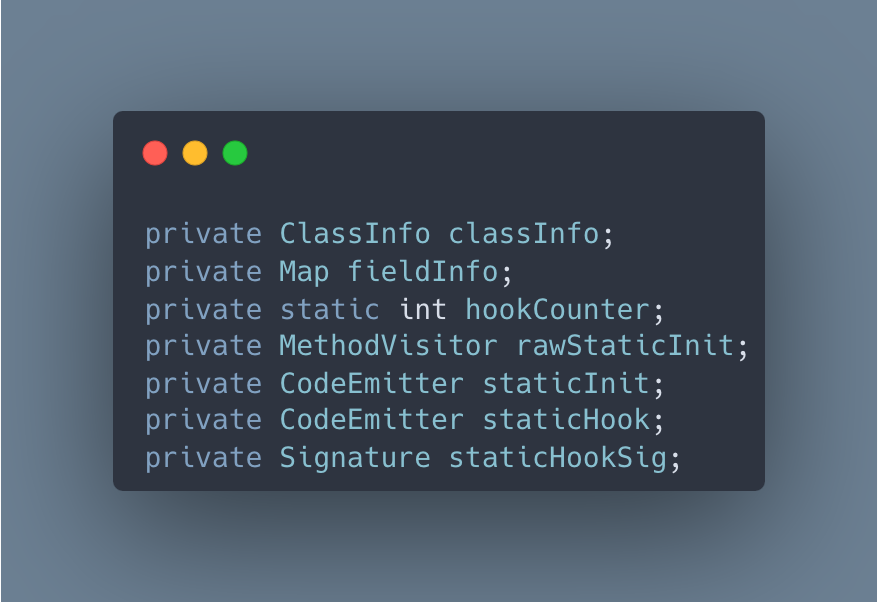 private ClassInfo classInfo;
private Map fieldInfo;
private static int hookCounter;
private MethodVisitor rawStaticInit;
private CodeEmitter staticInit;
private CodeEmitter staticHook;
private Signature staticHookSig;